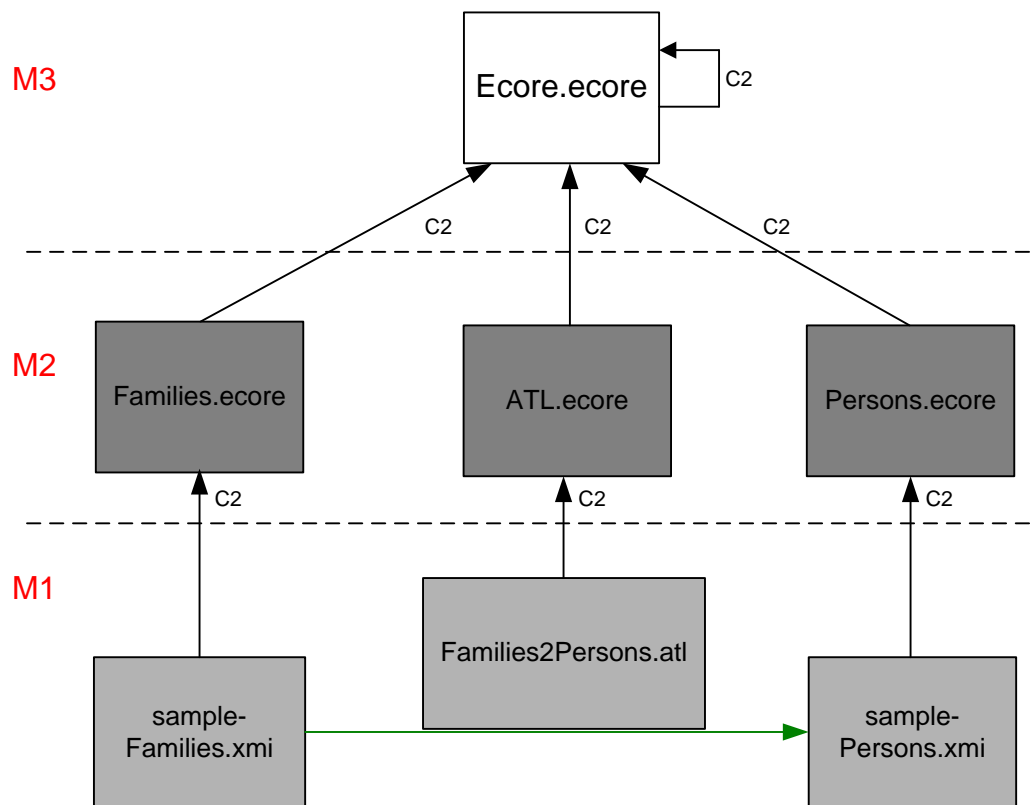 M3
Ecore.ecore
C2
C2
C2
C2
M2
Families.ecore
ATL.ecore
Persons.ecore
C2
C2
C2
M1
Families2Persons.atl
sample-
Families.xmi
sample-
Persons.xmi